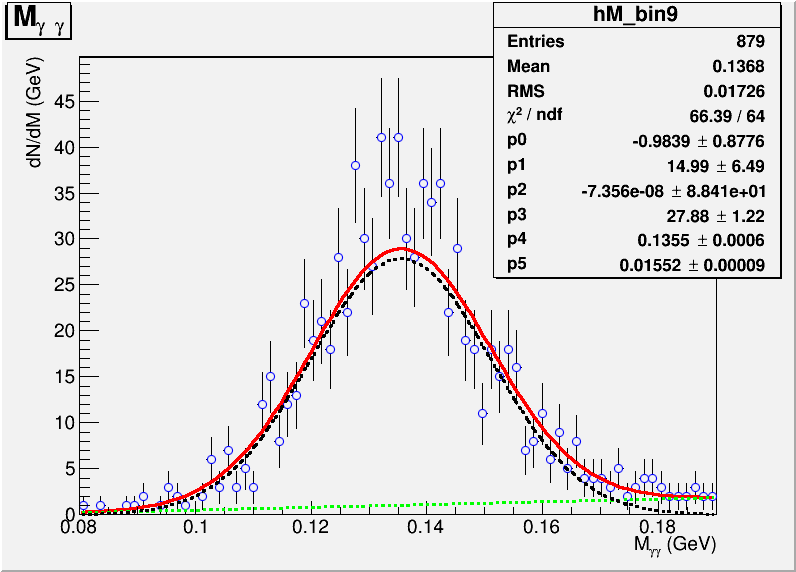 M γ γ
hM_bin9
Entries 879
Mean 0.1368
RMS 0.01726
χ² / ndf 66.39 / 64
p0 -0.9839 ± 0.8776
p1 14.99 ± 6.49
p2 -7.356e-08 ± 8.841e+01
p3 27.88 ± 1.22
p4 0.1355 ± 0.0006
p5 0.01552 ± 0.00009
dN/dM (GeV)
45
40
35
30
25
20
15
10
5
0
0.08 0.1 0.12 0.14 0.16 0.18
Mγγ (GeV)